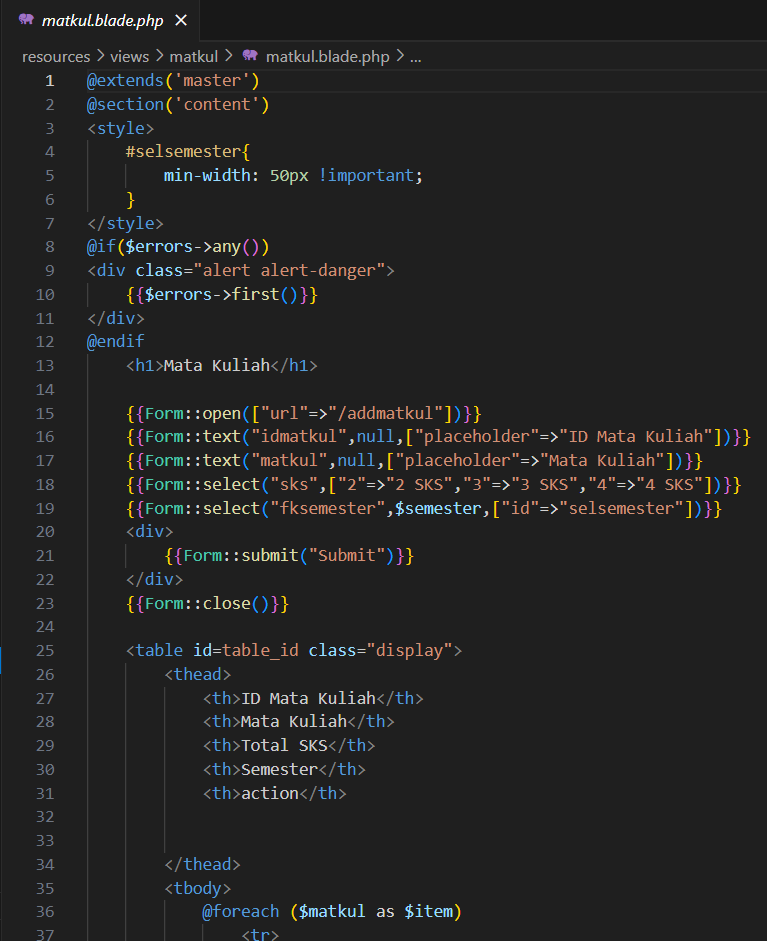 matkul.blade.php ×
resources > views > matkul > matkul.blade.php > ...
1 @extends('master')
2 @section('content')
3 <style>
4     #selsemester{
5         min-width: 50px !important;
6     }
7 </style>
8 @if($errors->any())
9 <div class="alert alert-danger">
10     {{$errors->first()}}
11 </div>
12 @endif
13     <h1>Mata Kuliah</h1>
14
15     {{Form::open(["url"=>"/addmatkul"])}}
16     {{Form::text("idmatkul",null,["placeholder"=>"ID Mata Kuliah"])}}
17     {{Form::text("matkul",null,["placeholder"=>"Mata Kuliah"])}}
18     {{Form::select("sks",["2"=>"2 SKS","3"=>"3 SKS","4"=>"4 SKS"])}}
19     {{Form::select("fksemester",$semester,["id"=>"selsemester"])}}
20     <div>
21         {{Form::submit("Submit")}}
22     </div>
23     {{Form::close()}}
24
25     <table id=table_id class="display">
26         <thead>
27             <th>ID Mata Kuliah</th>
28             <th>Mata Kuliah</th>
29             <th>Total SKS</th>
30             <th>Semester</th>
31             <th>action</th>
32
33
34         </thead>
35         <tbody>
36             @foreach ($matkul as $item)
37                 <tr>